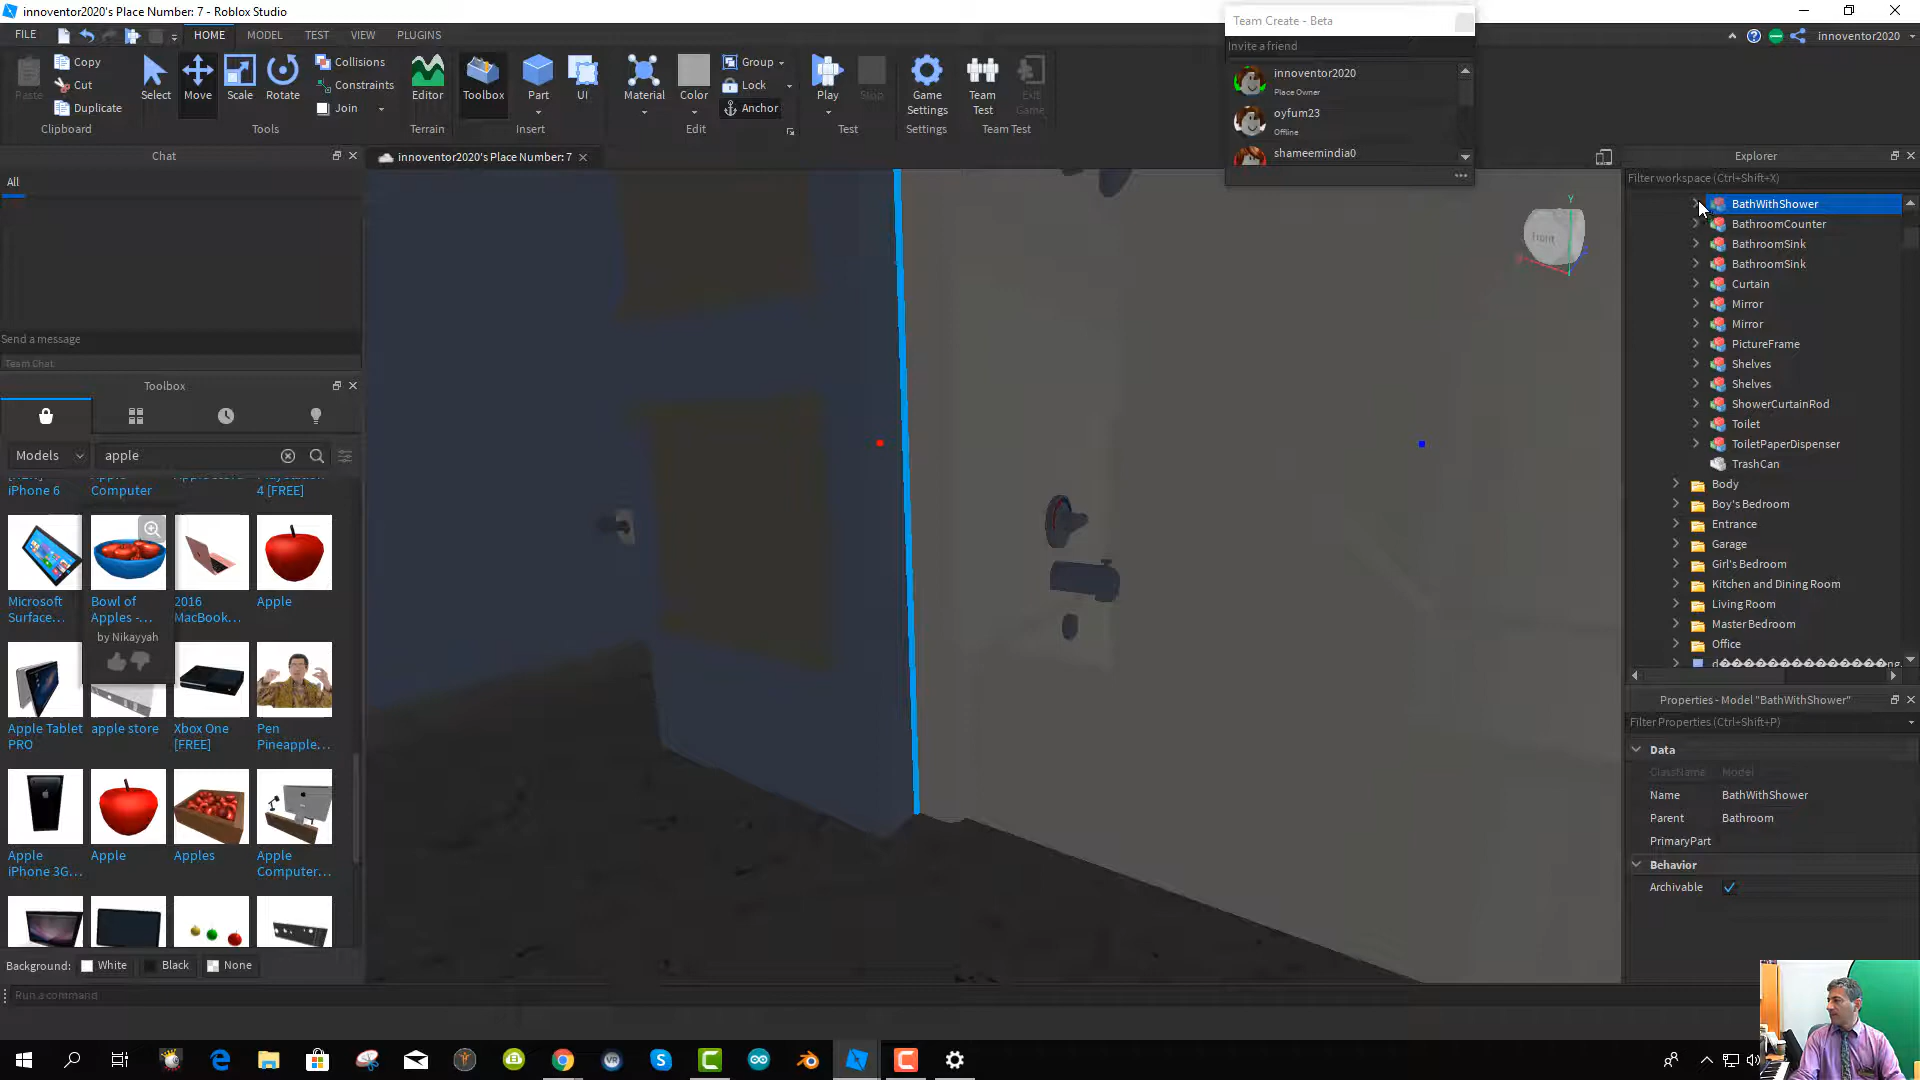 innoventor2020's Place Number: 7 - Roblox Studio
FILE
HOME
MODEL
TEST
VIEW
PLUGINS
innoventor2020
Paste
Copy
Cut
Duplicate
Clipboard
Select
Move
Scale
Rotate
Collisions
Constraints
Join
Tools
Editor
Terrain
Toolbox
Part
UI
Insert
Material
Color
Group
Lock
Anchor
Edit
Play
Stop
Test
Game
Settings
Settings
Team
Test
Exit
Game
Team Test
Team Create - Beta
Invite a friend
innoventor2020
Place Owner
oyfum23
Offline
shameemindia0
Chat
All
Send a message
Team Chat
innoventor2020's Place Number: 7
Front
Y
Toolbox
Models
apple
iPhone 6
Apple
Computer
4 [FREE]
Microsoft
Surface...
Bowl of
Apples -...
by Nikayyah
2016
MacBook...
Apple
Apple Tablet
PRO
apple store
Xbox One
[FREE]
Pen
Pineapple...
Apple
iPhone 3G...
Apple
Apples
Apple
Computer...
Background:
White
Black
None
Run a command
Explorer
Filter workspace (Ctrl+Shift+X)
BathWithShower
BathroomCounter
BathroomSink
BathroomSink
Curtain
Mirror
Mirror
PictureFrame
Shelves
Shelves
ShowerCurtainRod
Toilet
ToiletPaperDispenser
TrashCan
Body
Boy's Bedroom
Entrance
Garage
Girl's Bedroom
Kitchen and Dining Room
Living Room
Master Bedroom
Office
Properties - Model "BathWithShower"
Filter Properties (Ctrl+Shift+P)
Data
ClassName Model
Name BathWithShower
Parent Bathroom
PrimaryPart
Behavior
Archivable